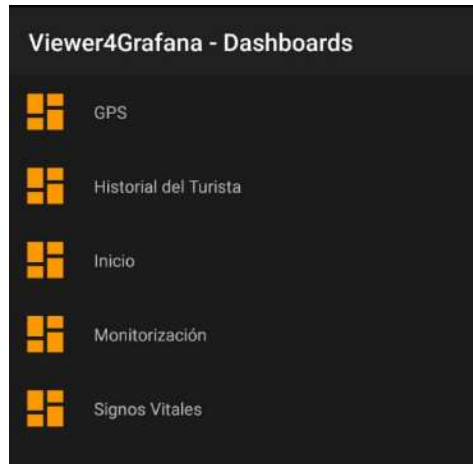 Viewer4Grafana - Dashboards
GPS
Historial del Turista
Inicio
Monitorización
Signos Vitales